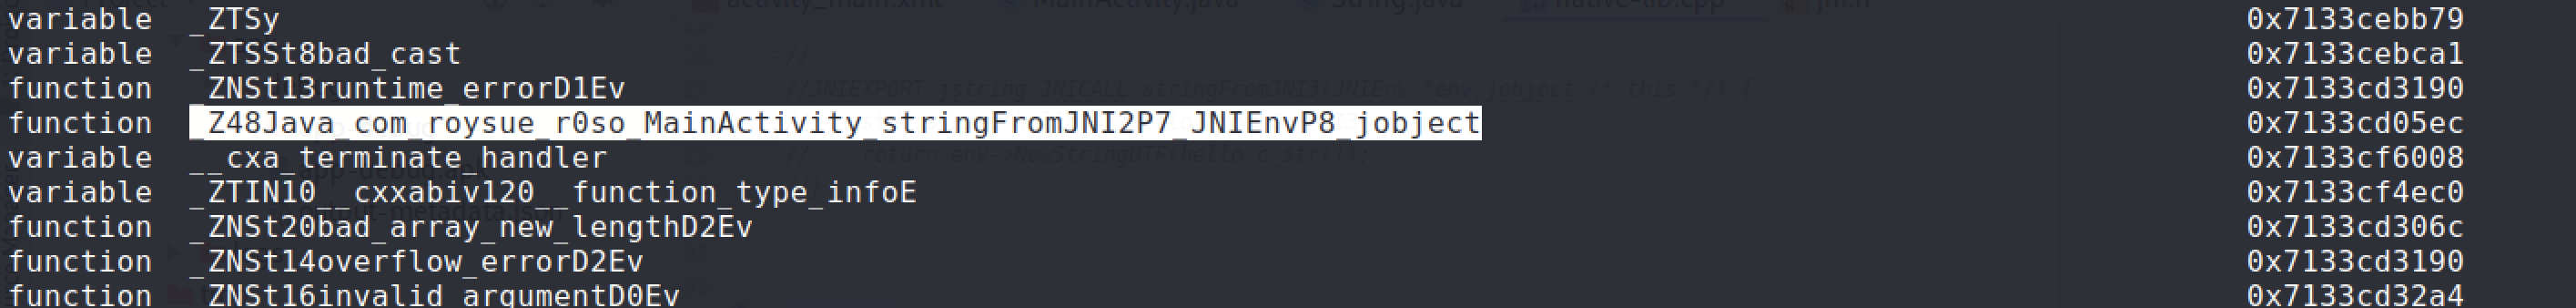 variable _ZTSy 0x7133cebb79
variable _ZTSSt8bad_cast 0x7133cebca1
function _ZNSt13runtime_errorD1Ev 0x7133cd3190
function _Z48Java_com_roysue_r0so_MainActivity_stringFromJNI2P7_JNIEnvP8_jobject 0x7133cd05ec
variable __cxa_terminate_handler 0x7133cf6008
variable _ZTIN10__cxxabiv120__function_type_infoE 0x7133cf4ec0
function _ZNSt20bad_array_new_lengthD2Ev 0x7133cd306c
function _ZNSt14overflow_errorD2Ev 0x7133cd3190
function _ZNSt16invalid_argumentD0Ev 0x7133cd32a4